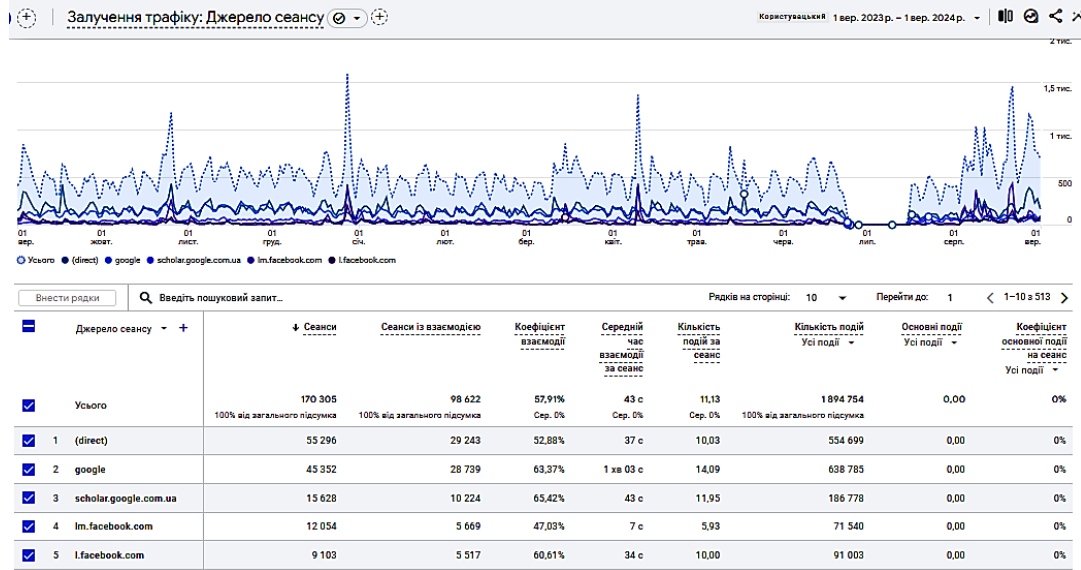 Залучення трафіку: Джерело сеансу
Користувацький 1 вер. 2023 р. – 1 вер. 2024 р.
2 тис.
1,5 тис.
1 тис.
500
0
01 01 01 01 01 01 01 01 01 01 01 01 01
вер. жовт. лист. груд. січ. лют. бер. квіт. трав. черв. лип. серп. вер.
Усього (direct) google scholar.google.com.ua lm.facebook.com l.facebook.com
Внести рядки Введіть пошуковий запит... Рядків на сторінці: 10 Перейти до: 1 1–10 з 513
Джерело сеансу + ↓ Сеанси Сеанси із взаємодією Коефіцієнт взаємодії Середній час взаємодії за сеанс Кількість подій за сеанс Кількість подій Усі події Основні події Усі події Коефіцієнт основної події на сеанс Усі події
Усього 170 305 98 622 57,91% 43 с 11,13 1 894 754 0,00 0%
100% від загального підсумка 100% від загального підсумка Сер. 0% Сер. 0% Сер. 0% 100% від загального підсумка
1 (direct) 55 296 29 243 52,88% 37 с 10,03 554 699 0,00 0%
2 google 45 352 28 739 63,37% 1 хв 03 с 14,09 638 785 0,00 0%
3 scholar.google.com.ua 15 628 10 224 65,42% 43 с 11,95 186 778 0,00 0%
4 lm.facebook.com 12 054 5 669 47,03% 7 с 5,93 71 540 0,00 0%
5 l.facebook.com 9 103 5 517 60,61% 34 с 10,00 91 003 0,00 0%